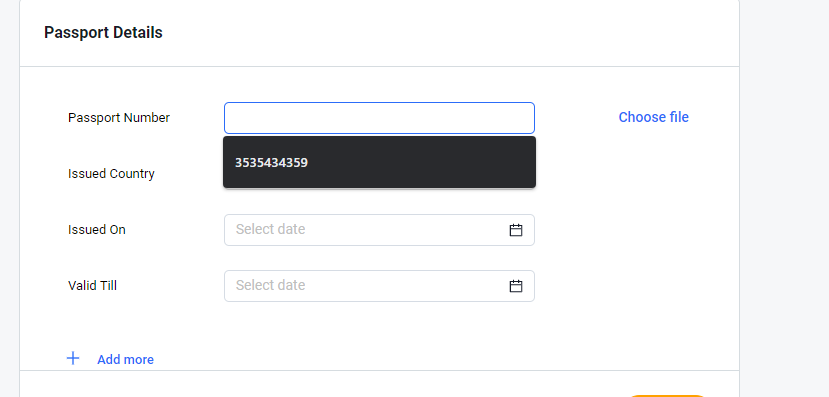 Passport Details
Passport Number
Choose file
3535434359
Issued Country
Issued On
Select date
Valid Till
Select date
Add more